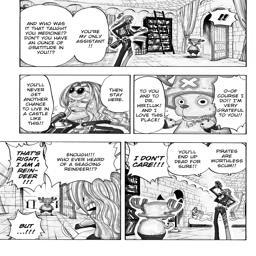 !!
YOU'RE
MY ONLY
ASSISTANT
!!
AND WHO
WAS IT
THAT TAUGHT
YOU MEDICINE!?
DON'T YOU
HAVE AN
OUNCE OF
GRATITUDE
IN YOU!!?
O-OF
COURSE I
DO!! I'M
VERY
GRATEFUL
TO YOU!!
TO YOU
AND TO
DR.
HIRILUK!
AND I
LOVE THIS
PLACE!
THEN
STAY
HERE.
YOU'LL
NEVER
GET
ANOTHER
CHANCE
TO LIVE
IN A
CASTLE
LIKE
THIS!!
PIRATES
ARE
WORTHLESS
SCUM!!
YOU'LL
END UP
DEAD
FOR
SURE!!
I DON'T
CARE!!!
ENOUGH!!!
WHO EVER HEARD
OF A SEAGOING
REINDEER!!?
THAT'S
RIGHT,
I AM A
REIN-
DEER
!!!
BUT
...!!!